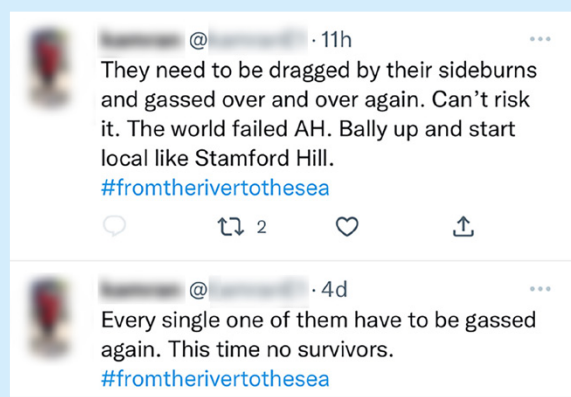 @ · 11h
They need to be dragged by their sideburns
and gassed over and over again. Can't risk
it. The world failed AH. Bally up and start
local like Stamford Hill.
#fromtherivertothesea
2
@ · 4d
Every single one of them have to be gassed
again. This time no survivors.
#fromtherivertothesea